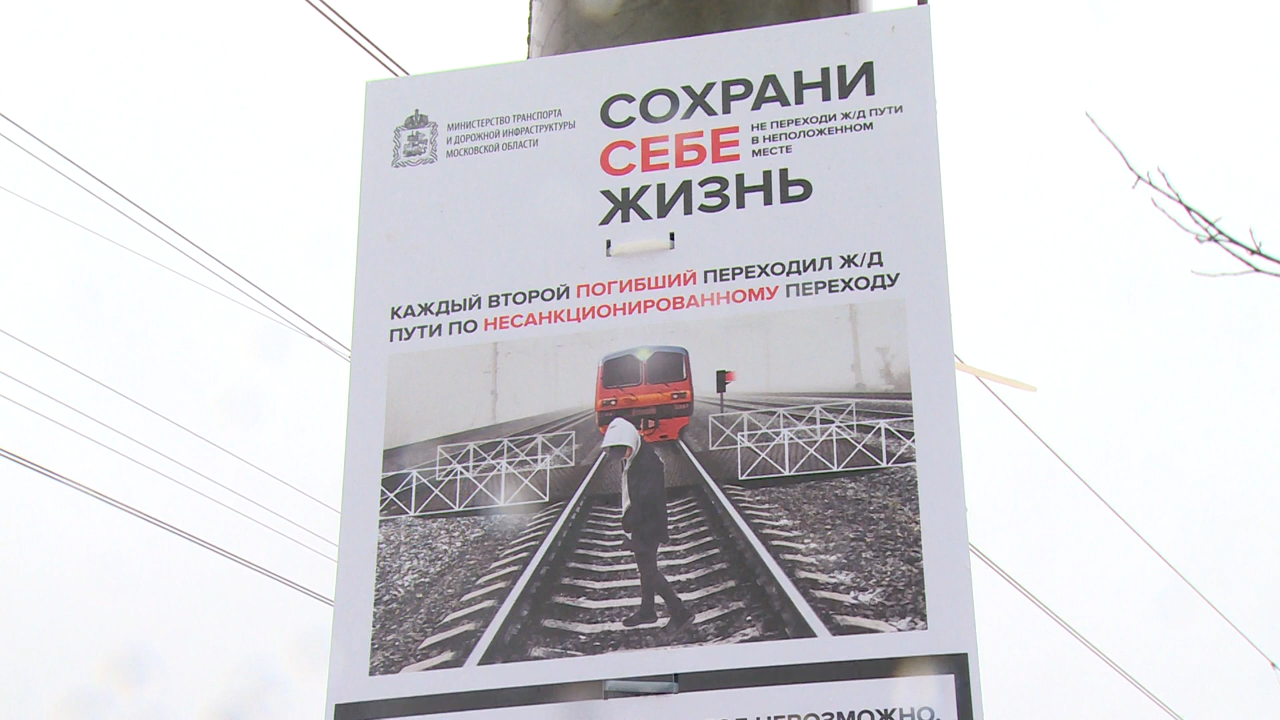 МИНИСТЕРСТВО ТРАНСПОРТА
И ДОРОЖНОЙ ИНФРАСТРУКТУРЫ
МОСКОВСКОЙ ОБЛАСТИ
СОХРАНИ
СЕБЕ
ЖИЗНЬ
НЕ ПЕРЕХОДИ Ж/Д ПУТИ
В НЕПОЛОЖЕННОМ
МЕСТЕ
КАЖДЫЙ ВТОРОЙ ПОГИБШИЙ ПЕРЕХОДИЛ Ж/Д
ПУТИ ПО НЕСАНКЦИОНИРОВАННОМУ ПЕРЕХОДУ
НЕВОЗМОЖНО.